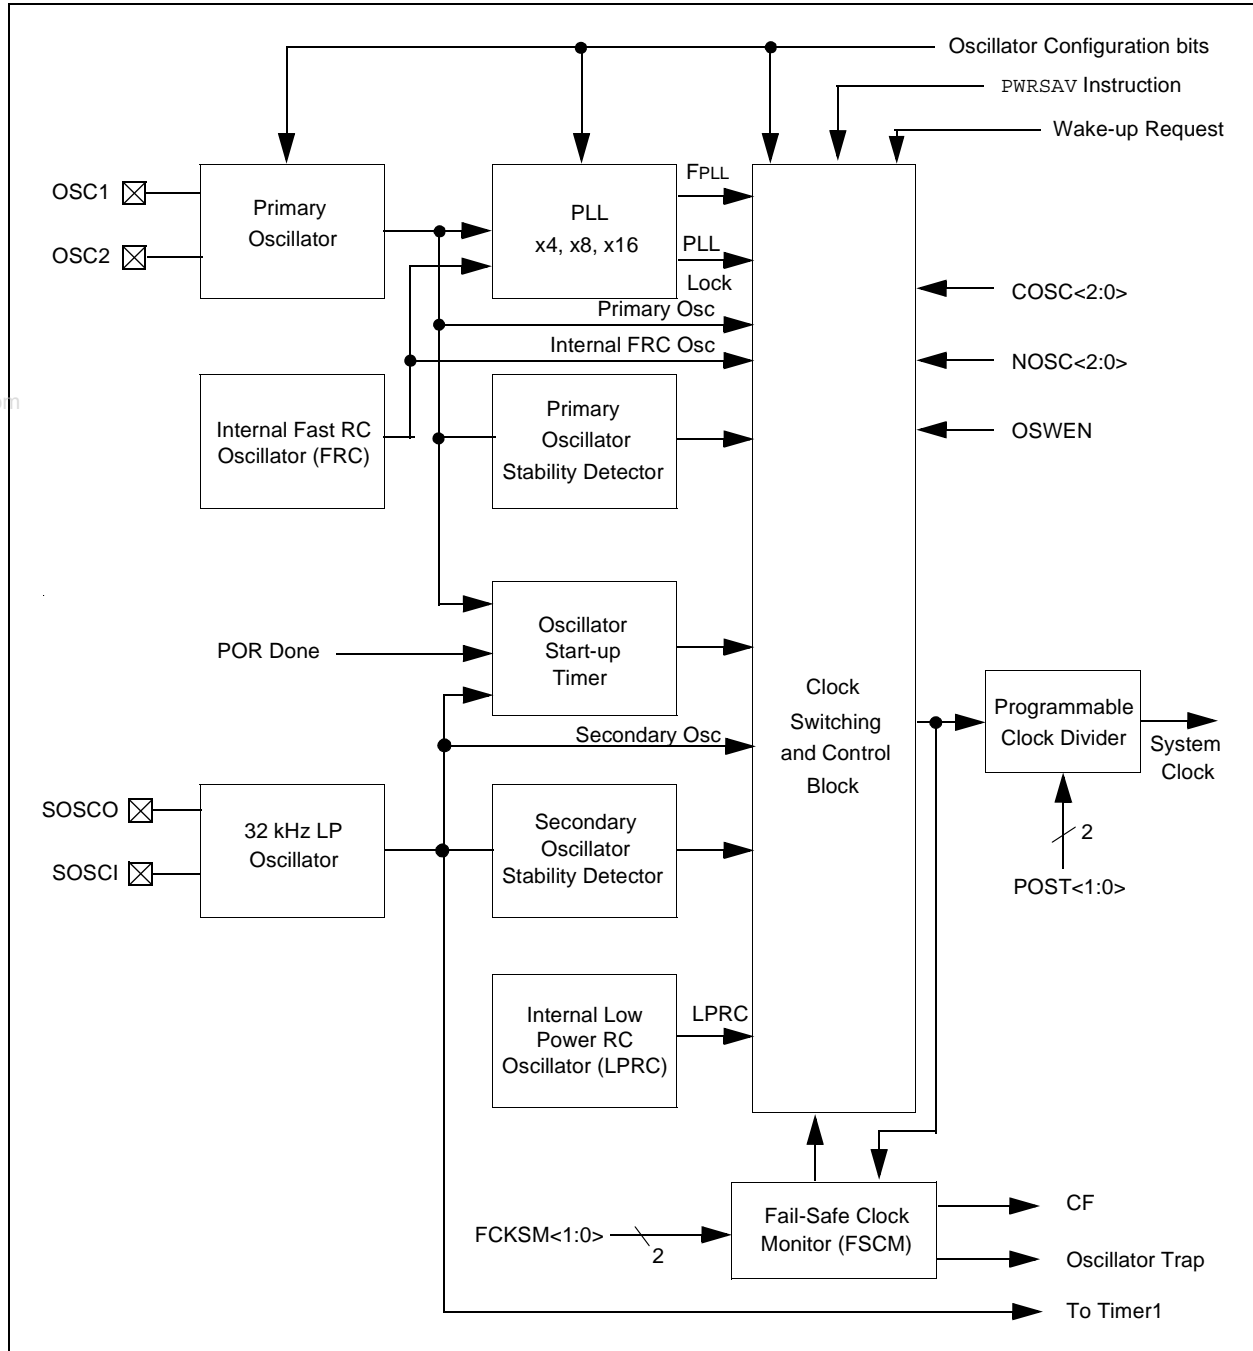 Oscillator Configuration bits
PWRSAV Instruction
Wake-up Request
OSC1
OSC2
Primary
Oscillator
PLL
x4, x8, x16
FPLL
PLL
Lock
Primary Osc
Internal FRC Osc
COSC<2:0>
NOSC<2:0>
OSWEN
om
Internal Fast RC
Oscillator (FRC)
Primary
Oscillator
Stability Detector
POR Done
Oscillator
Start-up
Timer
Secondary Osc
Clock
Switching
and Control
Block
Programmable
Clock Divider
System
Clock
2
POST<1:0>
SOSCO
SOSCI
32 kHz LP
Oscillator
Secondary
Oscillator
Stability Detector
Internal Low
Power RC
Oscillator (LPRC)
LPRC
FCKSM<1:0>
2
Fail-Safe Clock
Monitor (FSCM)
CF
Oscillator Trap
To Timer1